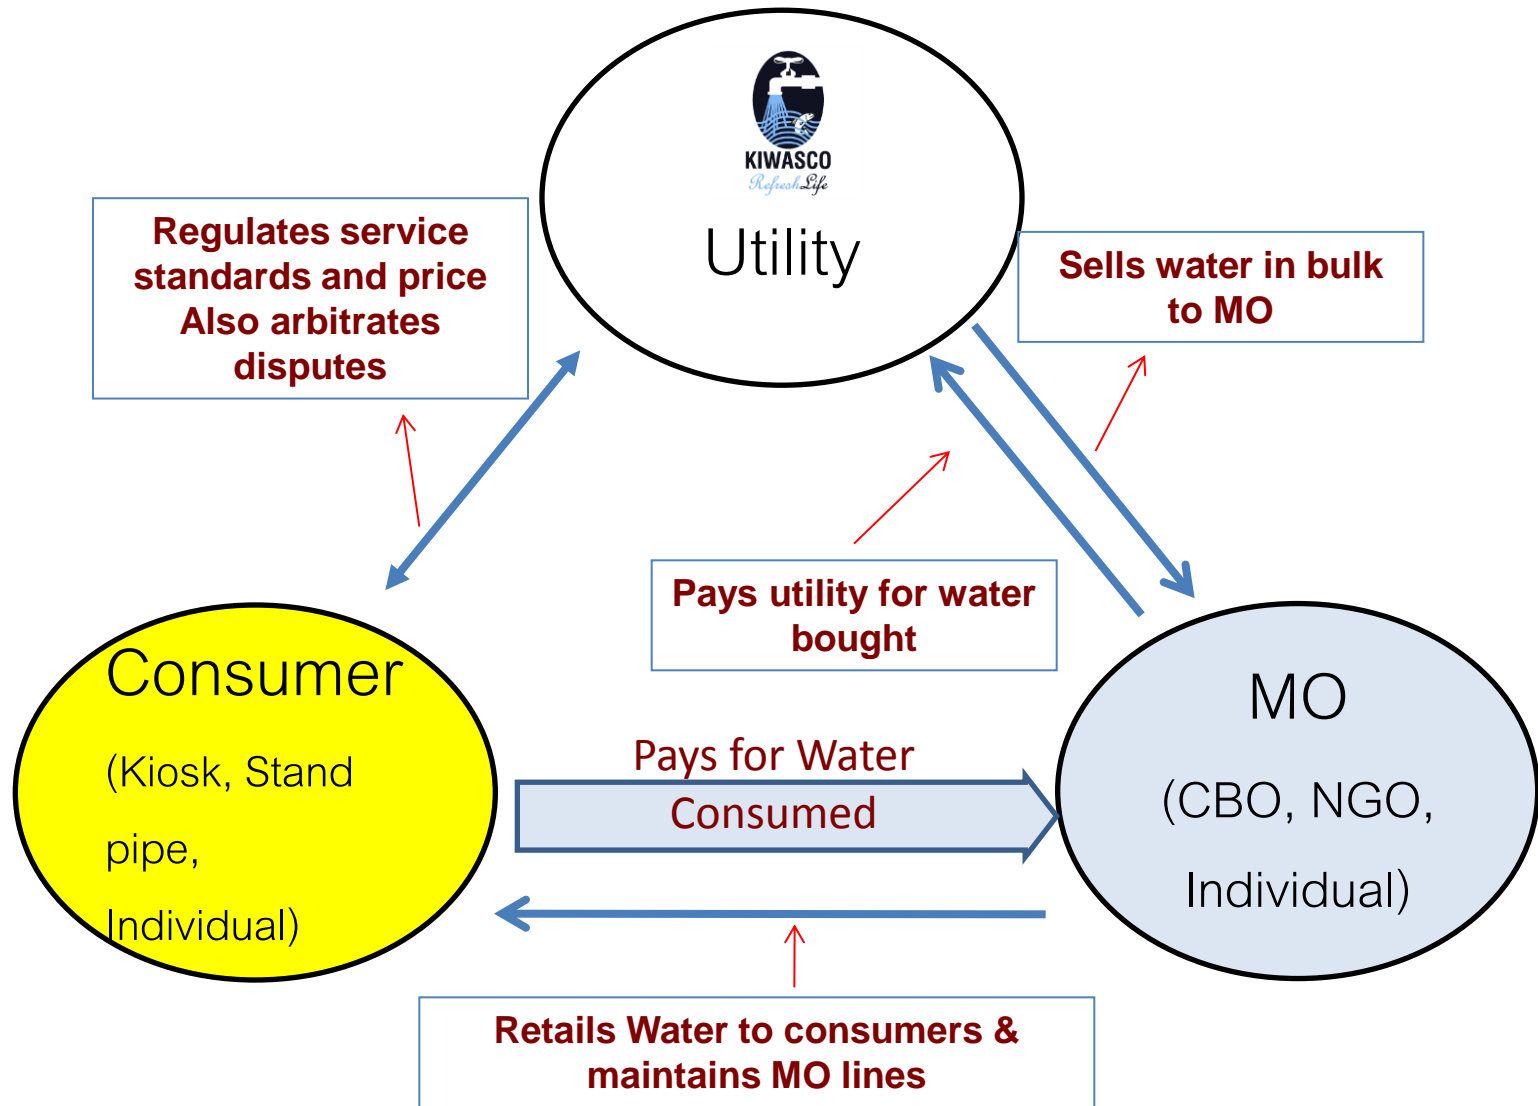 KIWASCO
RefreshLife
Utility
Regulates service
standards and price
Also arbitrates
disputes
Sells water in bulk
to MO
Pays utility for water
bought
Consumer
(Kiosk, Stand
pipe,
Individual)
Pays for Water
Consumed
MO
(CBO, NGO,
Individual)
Retails Water to consumers &
maintains MO lines